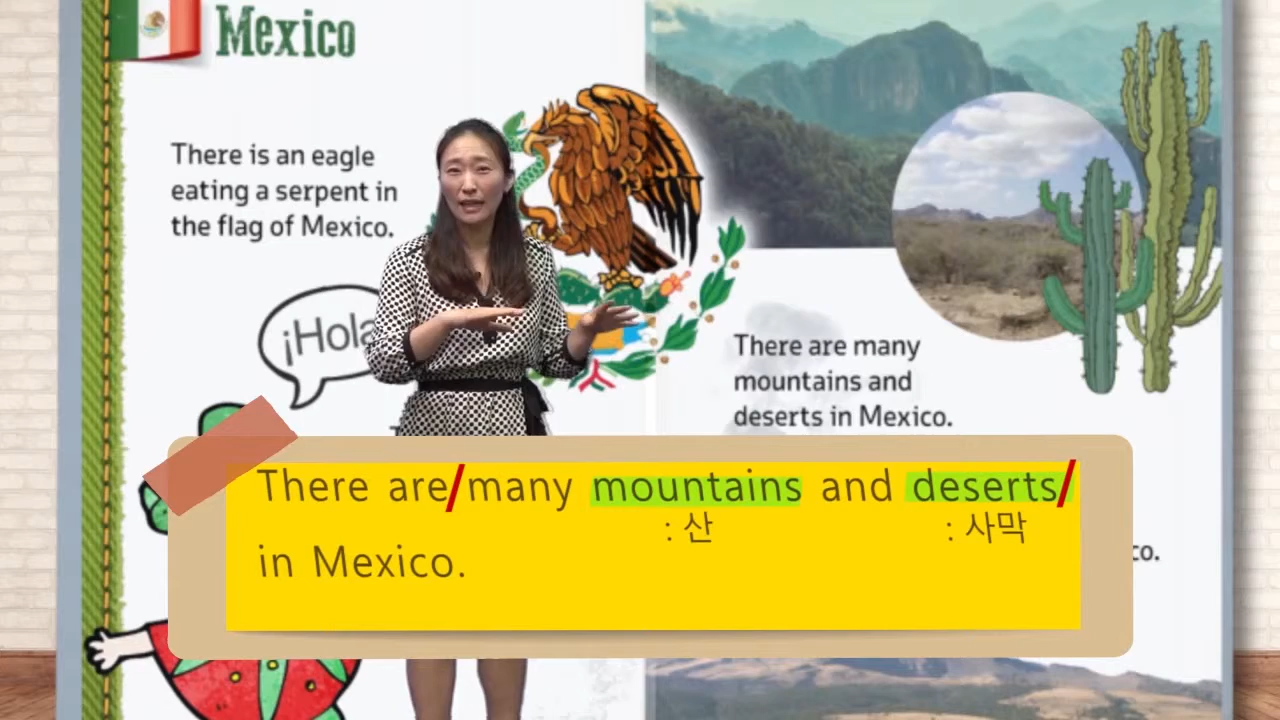 Mexico
There is an eagle
eating a serpent in
the flag of Mexico.
¡Hola
There are many
mountains and
deserts in Mexico.
There are/many mountains and deserts/
: 산 : 사막
in Mexico.
co.